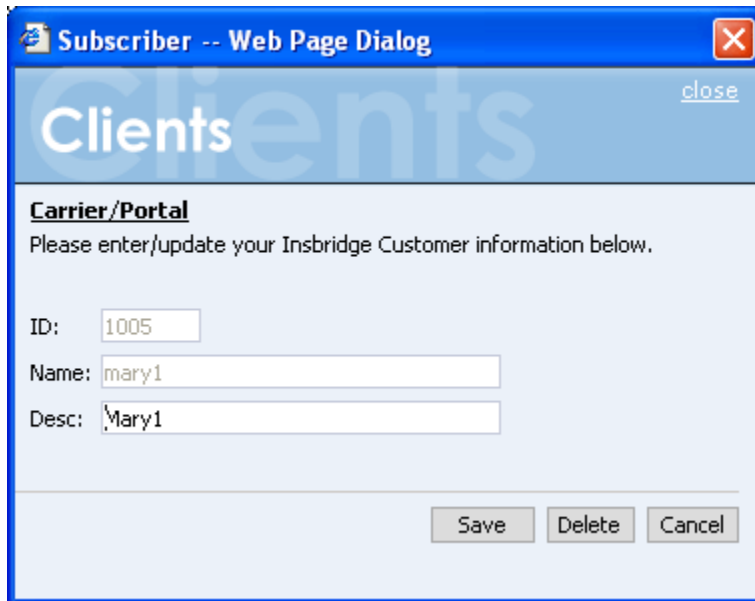 Subscriber -- Web Page Dialog
Clients
close
Clients
Carrier/Portal
Please enter/update your Insbridge Customer information below.
ID: 1005
Name: mary1
Desc: Mary1
Save Delete Cancel